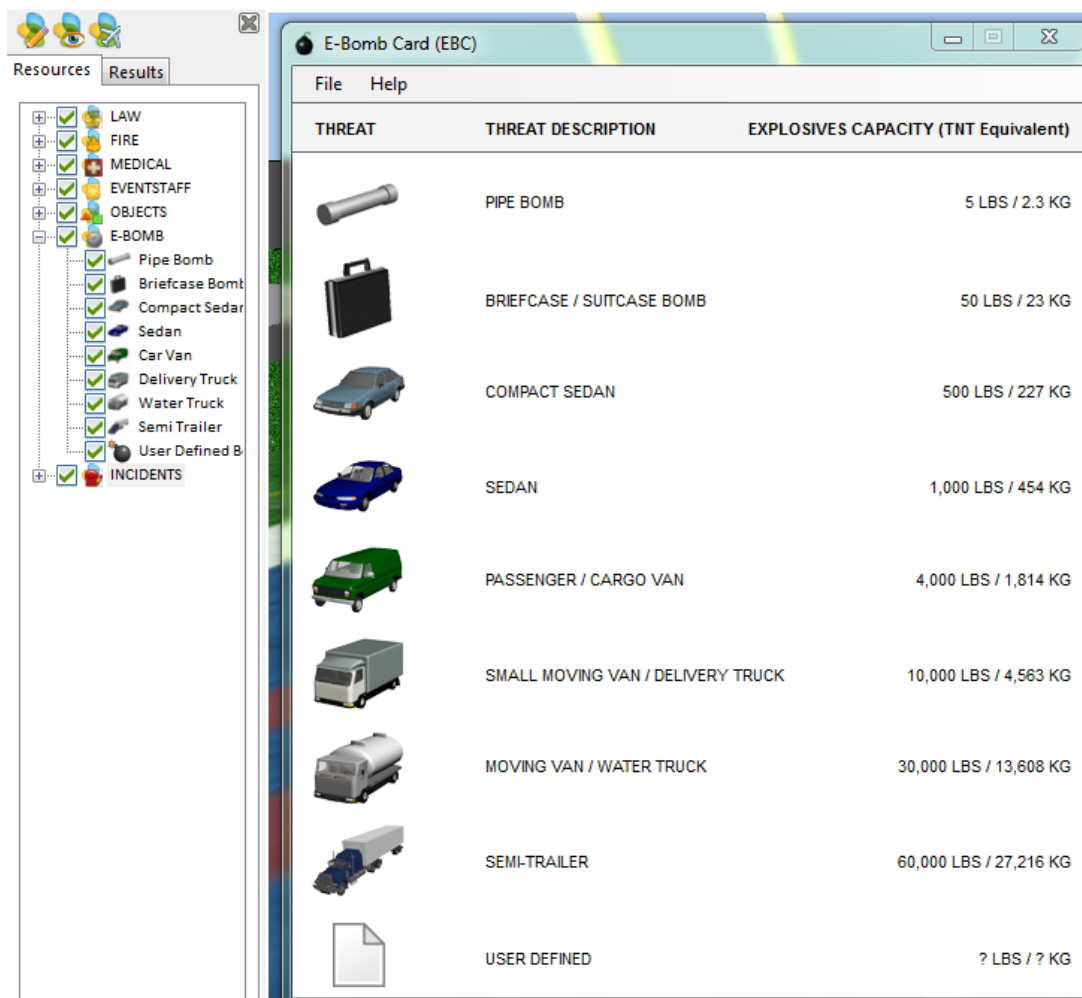 Resources Results
LAW
FIRE
MEDICAL
EVENTSTAFF
OBJECTS
E-BOMB
Pipe Bomb
Briefcase Bomb
Compact Sedan
Sedan
Car Van
Delivery Truck
Water Truck
Semi Trailer
User Defined B
INCIDENTS
E-Bomb Card (EBC)
File Help
THREAT THREAT DESCRIPTION EXPLOSIVES CAPACITY (TNT Equivalent)
PIPE BOMB 5 LBS / 2.3 KG
BRIEFCASE / SUITCASE BOMB 50 LBS / 23 KG
COMPACT SEDAN 500 LBS / 227 KG
SEDAN 1,000 LBS / 454 KG
PASSENGER / CARGO VAN 4,000 LBS / 1,814 KG
SMALL MOVING VAN / DELIVERY TRUCK 10,000 LBS / 4,563 KG
MOVING VAN / WATER TRUCK 30,000 LBS / 13,608 KG
SEMI-TRAILER 60,000 LBS / 27,216 KG
USER DEFINED ? LBS / ? KG